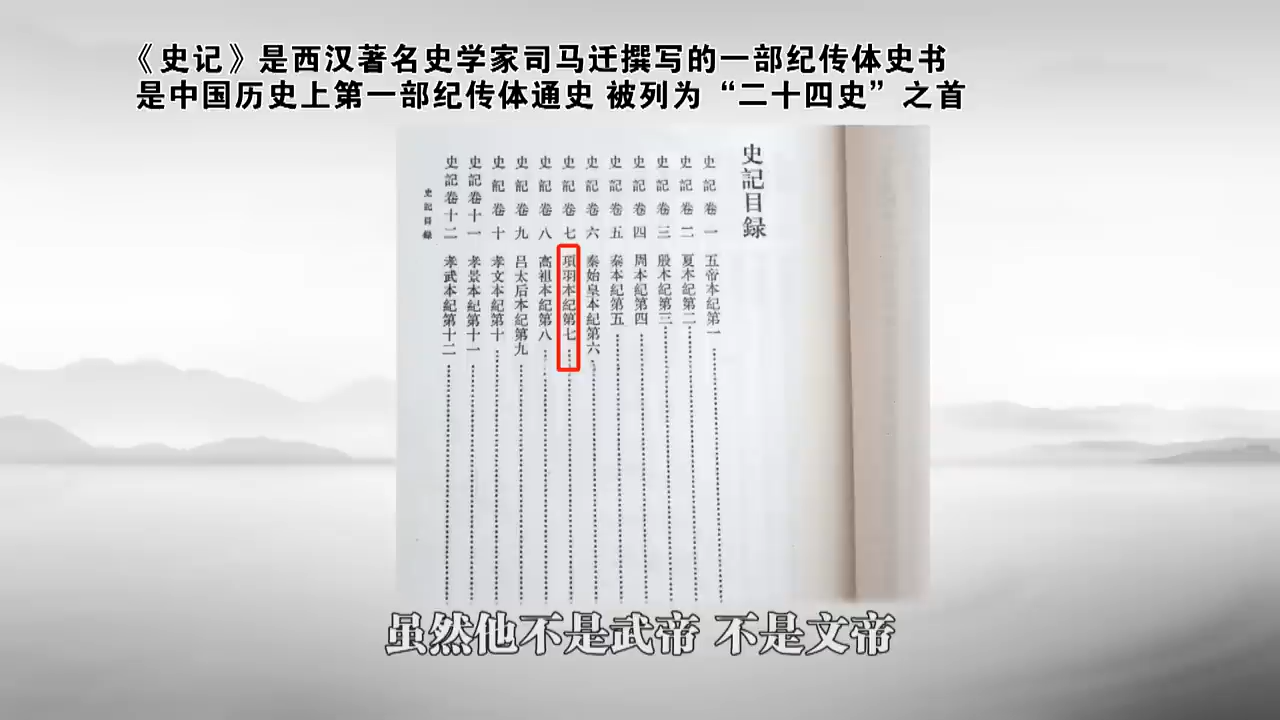 《史记》是西汉著名史学家司马迁撰写的一部纪传体史书
是中国历史上第一部纪传体通史 被列为“二十四史”之首
史記目録
史記卷一 五帝本紀第一
史記卷二 夏本紀第二
史記卷三 殷本紀第三
史記卷四 周本紀第四
史記卷五 秦本紀第五
史記卷六 秦始皇本紀第六
史記卷七 項羽本紀第七
史記卷八 高祖本紀第八
史記卷九 吕太后本紀第九
史記卷十 孝文本紀第十
史記卷十一 孝景本紀第十一
史記卷十二 孝武本紀第十二
史記目録
虽然他不是武帝 不是文帝